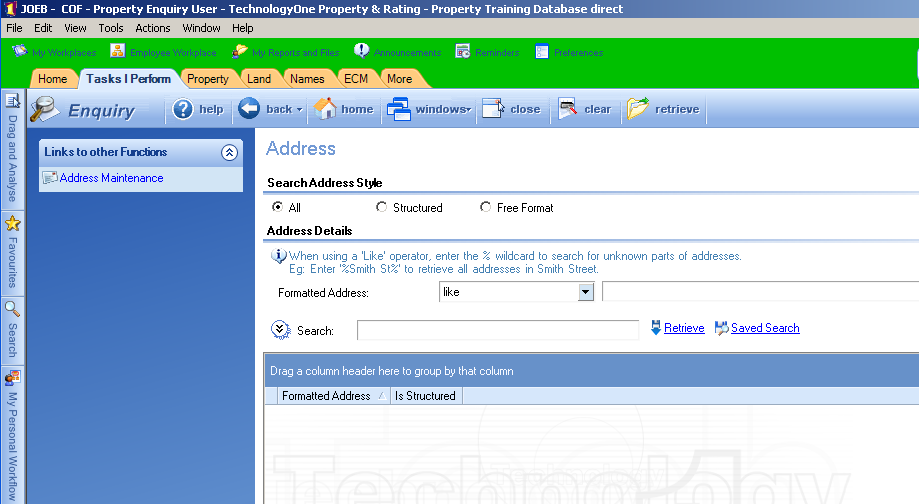 JOEB - COF - Property Enquiry User - TechnologyOne Property & Rating - Property Training Database direct
File Edit View Tools Actions Window Help
My Workplaces Employee Workplace My Reports and Files Announcements Reminders Preferences
Home Tasks I Perform Property Land Names ECM More
Enquiry help back home windows close clear retrieve
Drag and Analyse
Favourites
Search
My Personal Workflow
Links to other Functions
Address Maintenance
Address
Search Address Style
All Structured Free Format
Address Details
When using a 'Like' operator, enter the % wildcard to search for unknown parts of addresses.
Eg: Enter '%Smith St%' to retrieve all addresses in Smith Street.
Formatted Address: like
Search: Retrieve Saved Search
Drag a column header here to group by that column
Formatted Address Is Structured